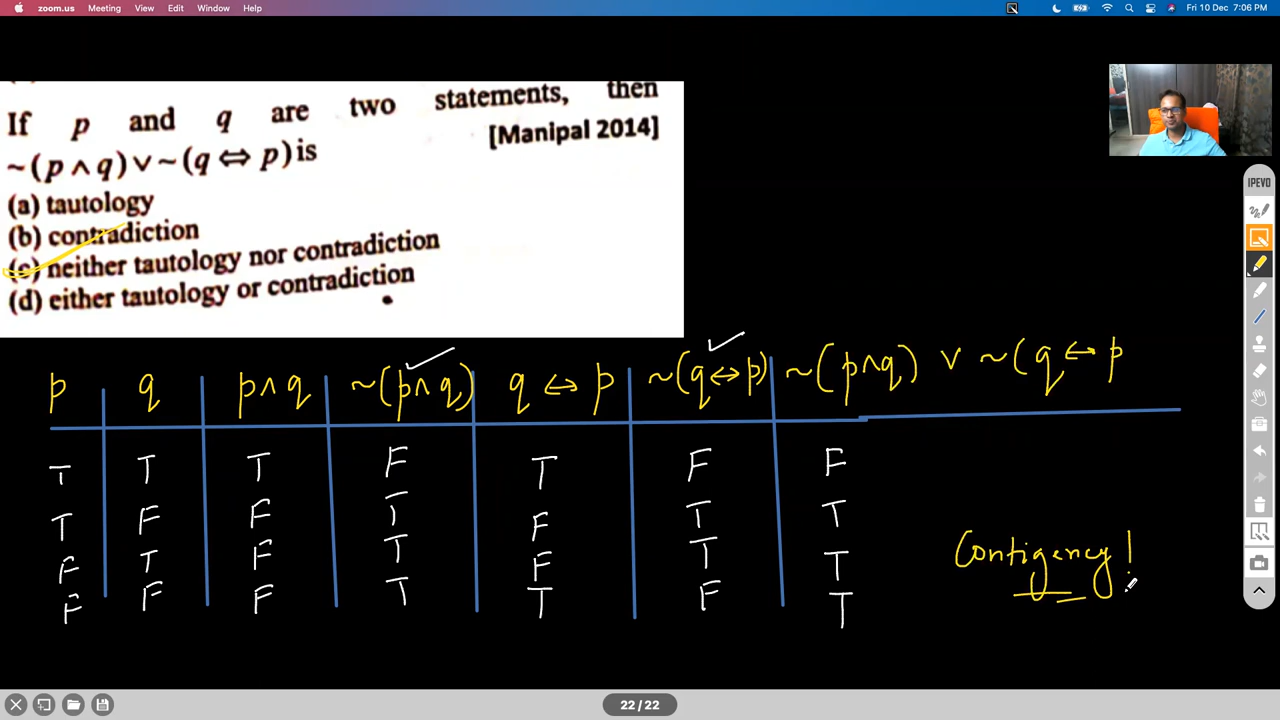 zoom.us Meeting View Edit Window Help Fri 10 Dec 7:06 PM
If p and q are two statements, then
~(p ∧ q) ∨ ~(q ⇔ p) is [Manipal 2014]
(a) tautology
(b) contradiction
(c) neither tautology nor contradiction
(d) either tautology or contradiction
IPEVO
p q p∧q ~(p∧q) q ↔ p ~(q↔p) ~(p∧q) ∨ ~(q ↔ p
T T T F T F F
T F F T F T T
F T F T F T T
F F F T T F T
Contigency!
22 / 22